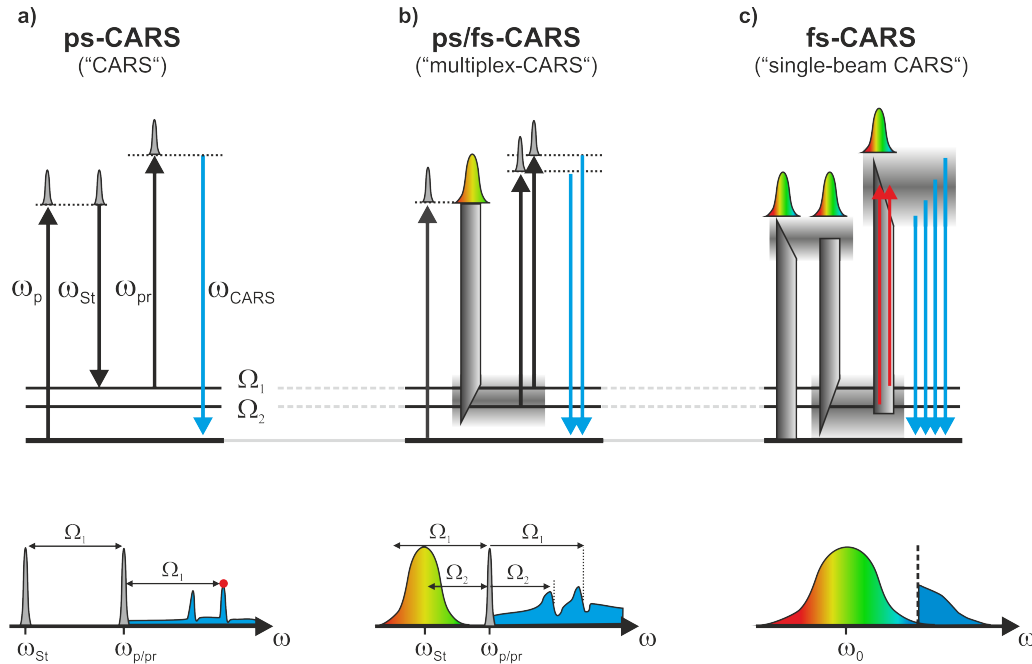 a)
ps-CARS
("CARS“)
b)
ps/fs-CARS
("multiplex-CARS“)
c)
fs-CARS
("single-beam CARS“)
ωp
ωSt
ωpr
ωCARS
Ω1
Ω2
Ω1
Ω1
ωSt
ωp/pr
ω
Ω1
Ω1
Ω2
Ω2
ωSt
ωp/pr
ω
ω0
ω